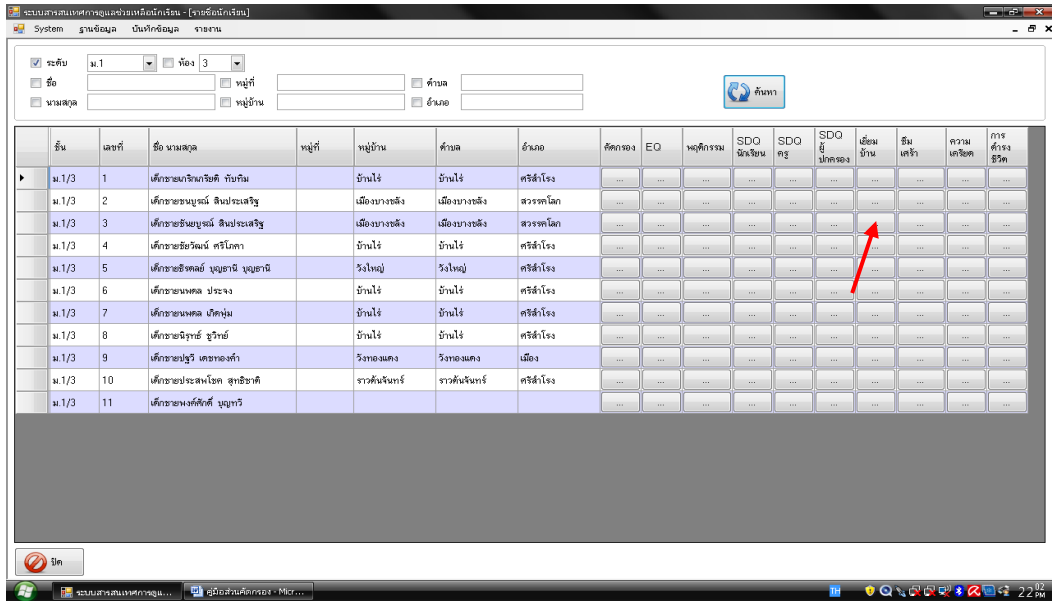 ระบบสารสนเทศการดูแลช่วยเหลือนักเรียน - [รายชื่อนักเรียน]
System ฐานข้อมูล บันทึกข้อมูล รายงาน
ระดับ ม.1 ห้อง 3
ชื่อ หมู่ที่ ตำบล
นามสกุล หมู่บ้าน อำเภอ
ค้นหา
ชั้น เลขที่ ชื่อ นามสกุล หมู่ที่ หมู่บ้าน ตำบล อำเภอ คัดกรอง EQ พฤติกรรม SDQ นักเรียน SDQ ครู SDQ ผู้ปกครอง เยี่ยมบ้าน ซึมเศร้า ความเครียด การดำรงชีวิต
ม.1/3 1 เด็กชายเกริกเกียรติ ทับทิม บ้านไร่ บ้านไร่ ศรีสำโรง ... ... ... ... ... ... ... ... ... ...
ม.1/3 2 เด็กชายชนบูรณ์ สินประเสริฐ เมืองบางขลัง เมืองบางขลัง สวรรคโลก ... ... ... ... ... ... ... ... ... ...
ม.1/3 3 เด็กชายชันยบูรณ์ สินประเสริฐ เมืองบางขลัง เมืองบางขลัง สวรรคโลก ... ... ... ... ... ... ... ... ... ...
ม.1/3 4 เด็กชายชัยวัฒน์ ศรีโภคา บ้านไร่ บ้านไร่ ศรีสำโรง ... ... ... ... ... ... ... ... ... ...
ม.1/3 5 เด็กชายธีรดลย์ บุญธานี บุญธานี วังใหญ่ วังใหญ่ ศรีสำโรง ... ... ... ... ... ... ... ... ... ...
ม.1/3 6 เด็กชายนพดล ประจง บ้านไร่ บ้านไร่ ศรีสำโรง ... ... ... ... ... ... ... ... ... ...
ม.1/3 7 เด็กชายนพดล เกิดพุ่ม บ้านไร่ บ้านไร่ ศรีสำโรง ... ... ... ... ... ... ... ... ... ...
ม.1/3 8 เด็กชายนิรุทธ์ ชูวิทย์ บ้านไร่ บ้านไร่ ศรีสำโรง ... ... ... ... ... ... ... ... ... ...
ม.1/3 9 เด็กชายปฐวี เดชทองคำ วังทองแดง วังทองแดง เมือง ... ... ... ... ... ... ... ... ... ...
ม.1/3 10 เด็กชายประสพโชค สุทธิชาติ ราวต้นจันทร์ ราวต้นจันทร์ ศรีสำโรง ... ... ... ... ... ... ... ... ... ...
ม.1/3 11 เด็กชายพงศ์ศักดิ์ บุญทวี ... ... ... ... ... ... ... ... ... ...
ปิด
ระบบสารสนเทศการดูแ... คู่มือส่วนคัดกรอง - Micr... TH 22 02 PM